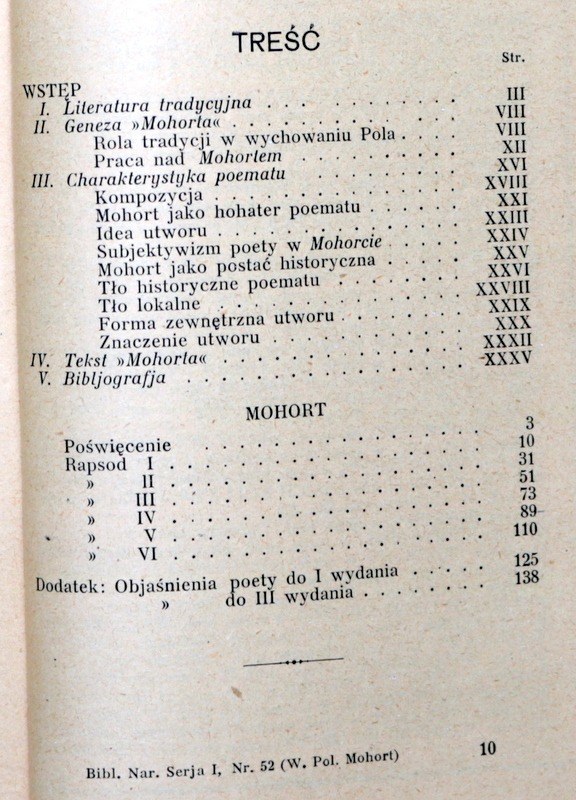 TREŚĆ
Str.
WSTĘP
I. Literatura tradycyjna . . . . . . . . III
II. Geneza »Mohorta« . . . . . . . . . VIII
Rola tradycji w wychowaniu Pola . . . . VIII
Praca nad Mohortem . . . . . . . . XII
III. Charakterystyka poematu . . . . . . . XVI
Kompozycja . . . . . . . . . . . XVIII
Mohort jako hohater poematu . . . . . . XXI
Idea utworu . . . . . . . . . . . XXIII
Subjektywizm poety w Mohorcie . . . . . XXIV
Mohort jako postać historyczna . . . . . XXV
Tło historyczne poematu . . . . . . . XXVI
Tło lokalne . . . . . . . . . . . XXVIII
Forma zewnętrzna utworu . . . . . . . XXIX
Znaczenie utworu . . . . . . . . . XXX
IV. Tekst »Mohorta« . . . . . . . . . . XXXII
V. Bibljografja . . . . . . . . . . . XXXV
MOHORT
Poświęcenie . . . . . . . . . . . 3
Rapsod I . . . . . . . . . . . . 10
» II . . . . . . . . . . . . 31
» III . . . . . . . . . . . . 51
» IV . . . . . . . . . . . . 73
» V . . . . . . . . . . . . 89
» VI . . . . . . . . . . . . 110
Dodatek: Objaśnienia poety do I wydania . . . . . 125
» do III wydania . . . . . . . 138
Bibl. Nar. Serja I, Nr. 52 (W. Pol. Mohort) 10